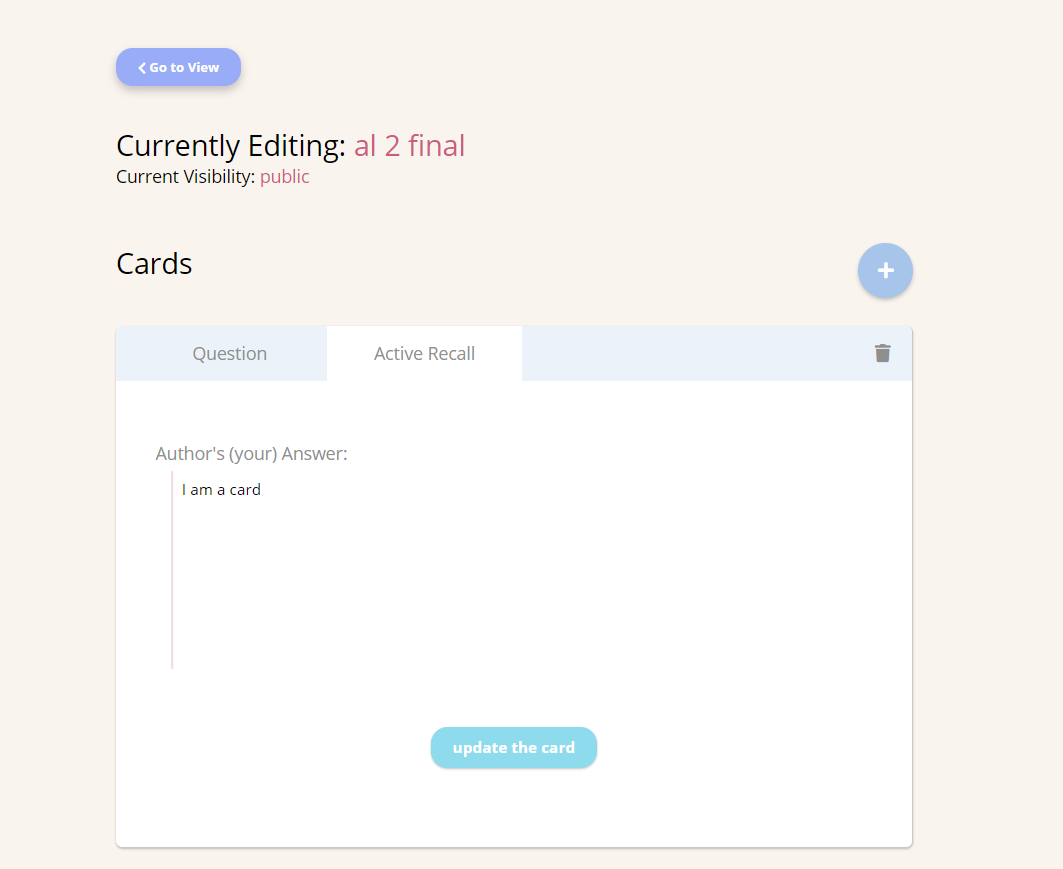 Go to View
Currently Editing: al 2 final
Current Visibility: public
Cards
Question Active Recall
Author's (your) Answer:
I am a card
update the card